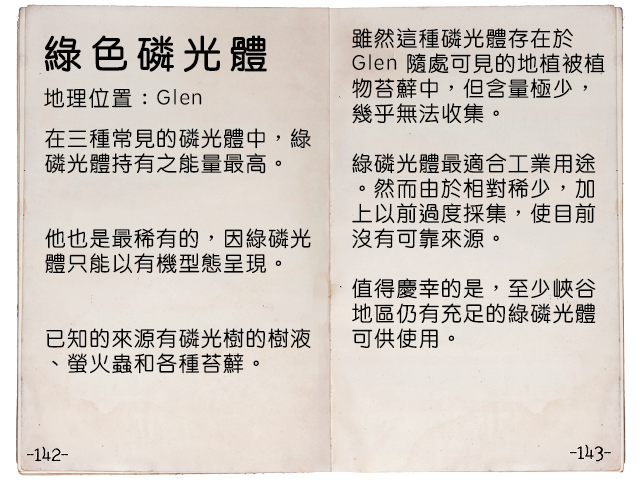 綠色磷光體
地理位置：Glen
在三種常見的磷光體中，綠
磷光體持有之能量最高。
他也是最稀有的，因綠磷光
體只能以有機型態呈現。
已知的來源有磷光樹的樹液
、螢火蟲和各種苔蘚。
-142-
雖然這種磷光體存在於
Glen 隨處可見的地植被植
物苔蘚中，但含量極少，
幾乎無法收集。
綠磷光體最適合工業用途
。然而由於相對稀少，加
上以前過度採集，使目前
沒有可靠來源。
值得慶幸的是，至少峽谷
地區仍有充足的綠磷光體
可供使用。
-143-